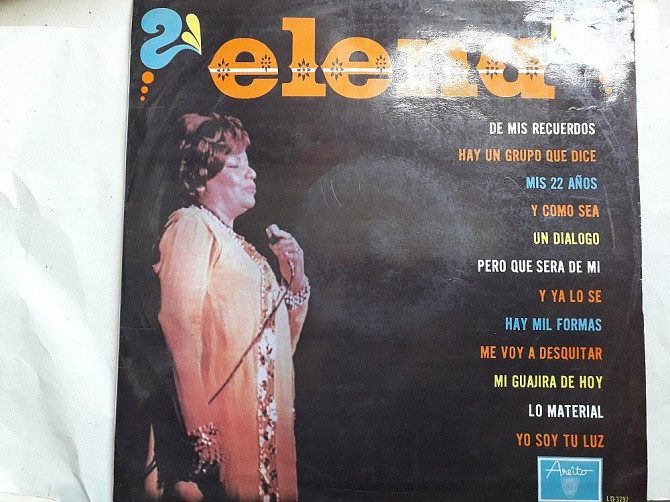 elena
DE MIS RECUERDOS
HAY UN GRUPO QUE DICE
MIS 22 AÑOS
Y COMO SEA
UN DIALOGO
PERO QUE SERA DE MI
Y YA LO SE
HAY MIL FORMAS
ME VOY A DESQUITAR
MI GUAJIRA DE HOY
LO MATERIAL
YO SOY TU LUZ
Areito
LD-3297